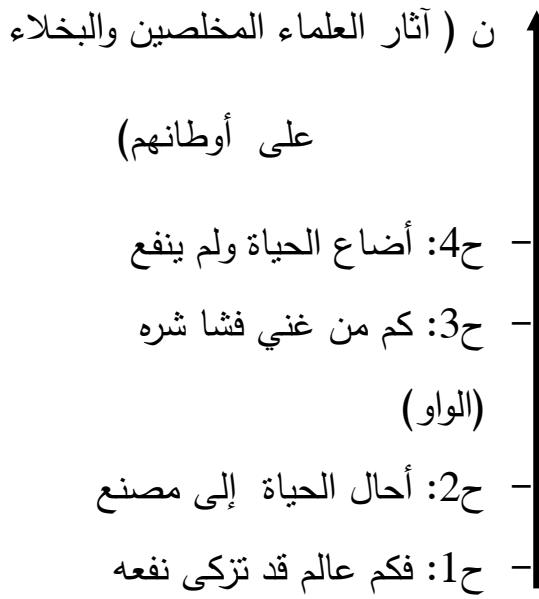 ن ( آثار العلماء المخلصين والبخلاء
على أوطانهم)
- ح4: أضاع الحياة ولم ينفع
- ح3: كم من غني فشا شره
(الواو)
- ح2: أحال الحياة إلى مصنع
- ح1: فكم عالم قد تزكى نفعه